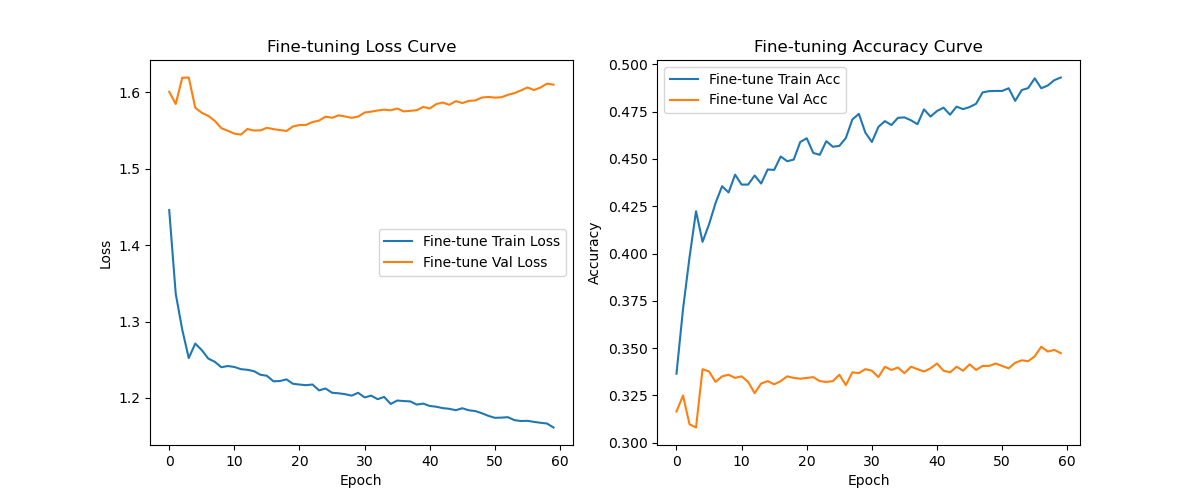 Fine-tuning Loss Curve
Loss
1.6
1.5
1.4
1.3
1.2
Fine-tune Train Loss
Fine-tune Val Loss
0 10 20 30 40 50 60
Epoch
Fine-tuning Accuracy Curve
Accuracy
0.500
0.475
0.450
0.425
0.400
0.375
0.350
0.325
0.300
Fine-tune Train Acc
Fine-tune Val Acc
0 10 20 30 40 50 60
Epoch